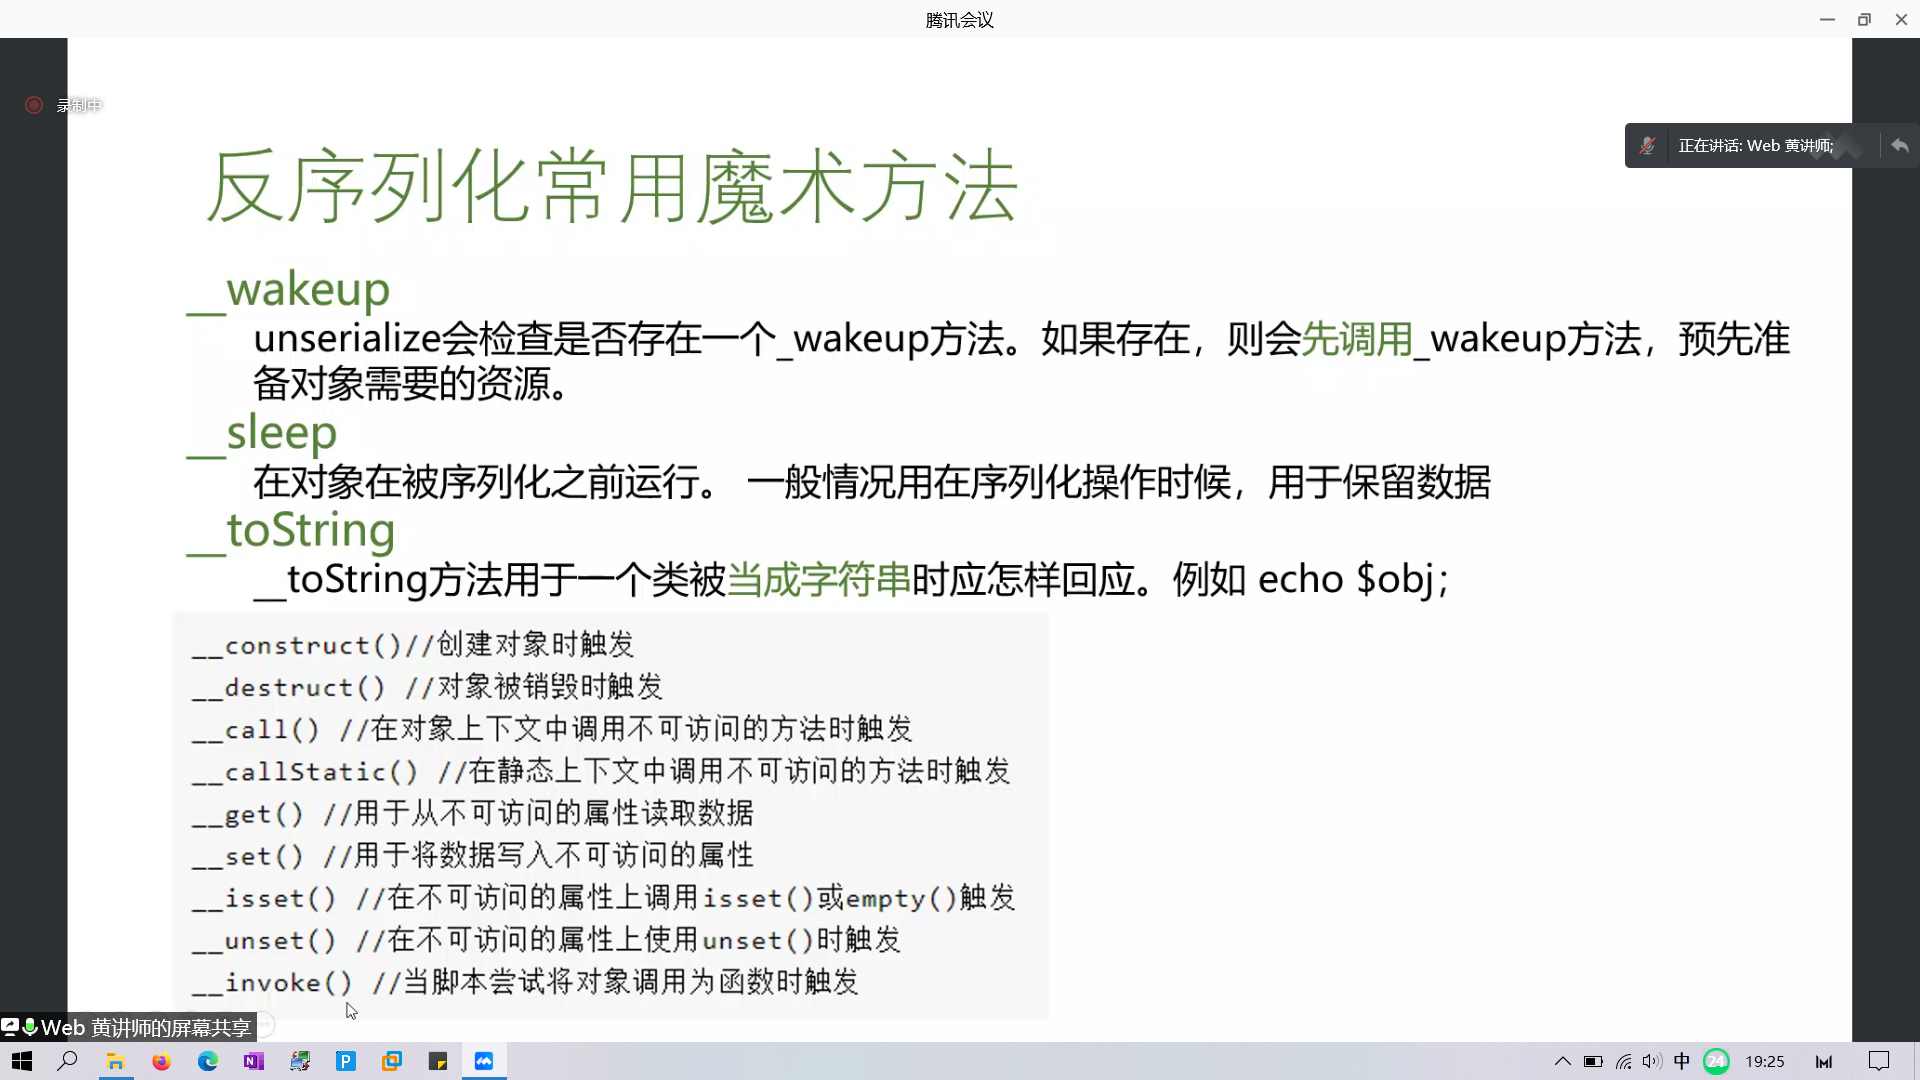 腾讯会议
录制中
正在讲话: Web 黄讲师;
反序列化常用魔术方法
__wakeup
unserialize会检查是否存在一个_wakeup方法。如果存在，则会先调用_wakeup方法，预先准
备对象需要的资源。
__sleep
在对象在被序列化之前运行。 一般情况用在序列化操作时候，用于保留数据
__toString
__toString方法用于一个类被当成字符串时应怎样回应。例如 echo $obj;
__construct()//创建对象时触发
__destruct() //对象被销毁时触发
__call() //在对象上下文中调用不可访问的方法时触发
__callStatic() //在静态上下文中调用不可访问的方法时触发
__get() //用于从不可访问的属性读取数据
__set() //用于将数据写入不可访问的属性
__isset() //在不可访问的属性上调用isset()或empty()触发
__unset() //在不可访问的属性上使用unset()时触发
__invoke() //当脚本尝试将对象调用为函数时触发
Web 黄讲师的屏幕共享
中
24
19:25